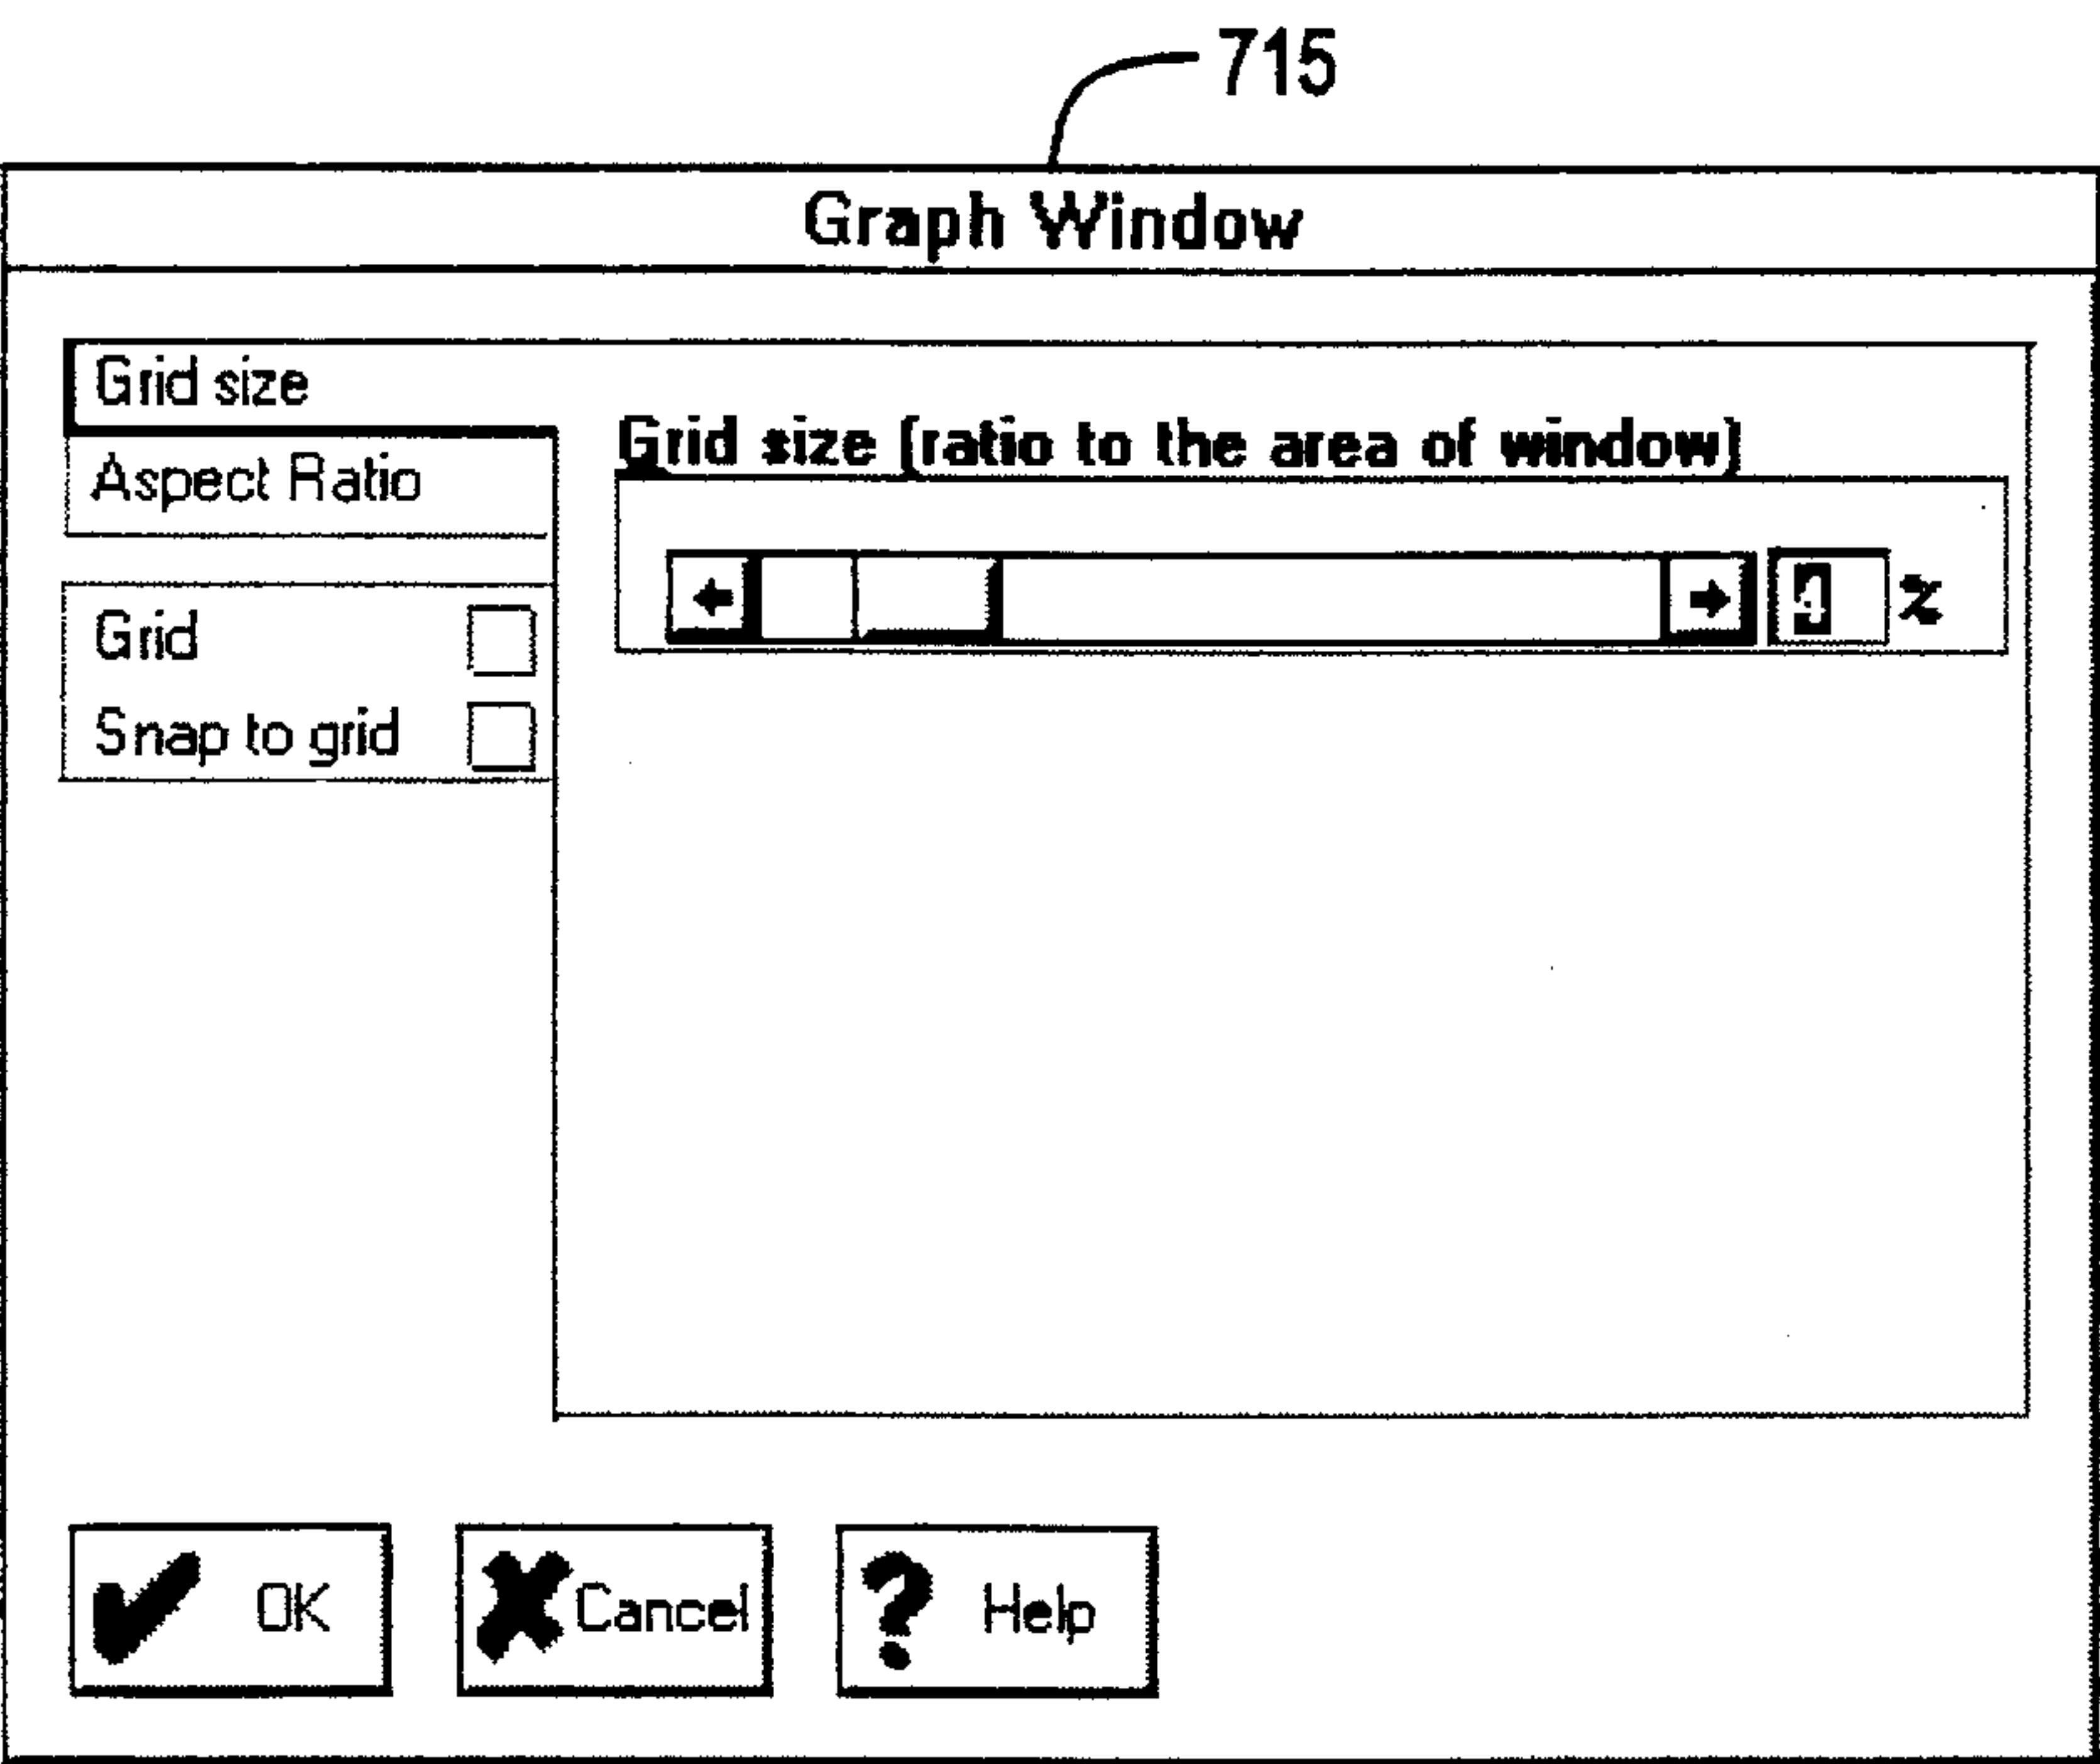 715
Graph Window
Grid size
Aspect Ratio
Grid
Snap to grid
Grid size (ratio to the area of window)
%
OK
Cancel
Help